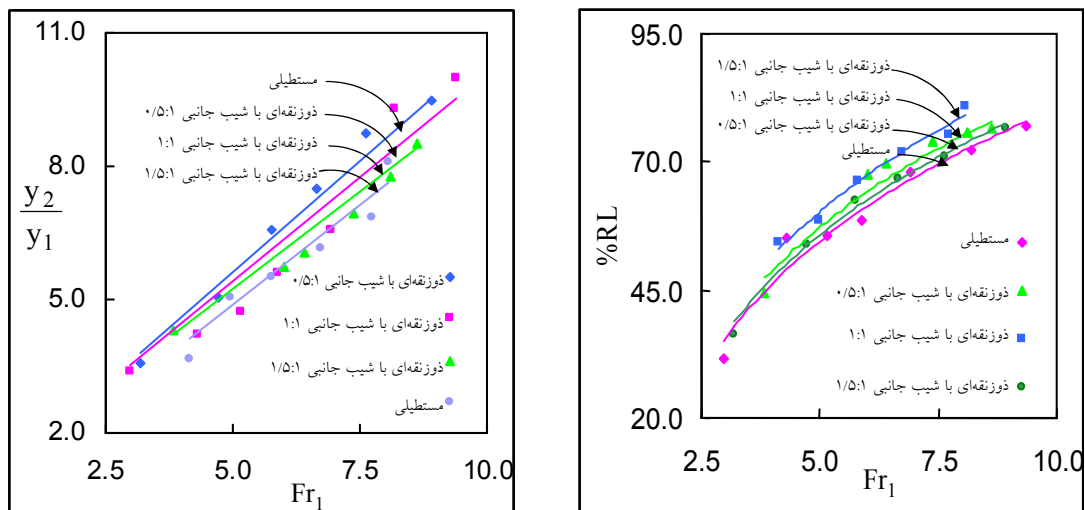 11.0
8.0
5.0
2.0
y₂
y₁
2.5 5.0 7.5 10.0
Fr₁
مستطیلی
ذوزنقه‌ای با شیب جانبی ۰/۵:۱
ذوزنقه‌ای با شیب جانبی ۱:۱
ذوزنقه‌ای با شیب جانبی ۱/۵:۱
ذوزنقه‌ای با شیب جانبی ۰/۵:۱
ذوزنقه‌ای با شیب جانبی ۱:۱
ذوزنقه‌ای با شیب جانبی ۱/۵:۱
مستطیلی
95.0
70.0
45.0
20.0
%RL
2.5 5.0 7.5 10.0
Fr₁
ذوزنقه‌ای با شیب جانبی ۱/۵:۱
ذوزنقه‌ای با شیب جانبی ۱:۱
ذوزنقه‌ای با شیب جانبی ۰/۵:۱
مستطیلی
مستطیلی
ذوزنقه‌ای با شیب جانبی ۰/۵:۱
ذوزنقه‌ای با شیب جانبی ۱:۱
ذوزنقه‌ای با شیب جانبی ۱/۵:۱